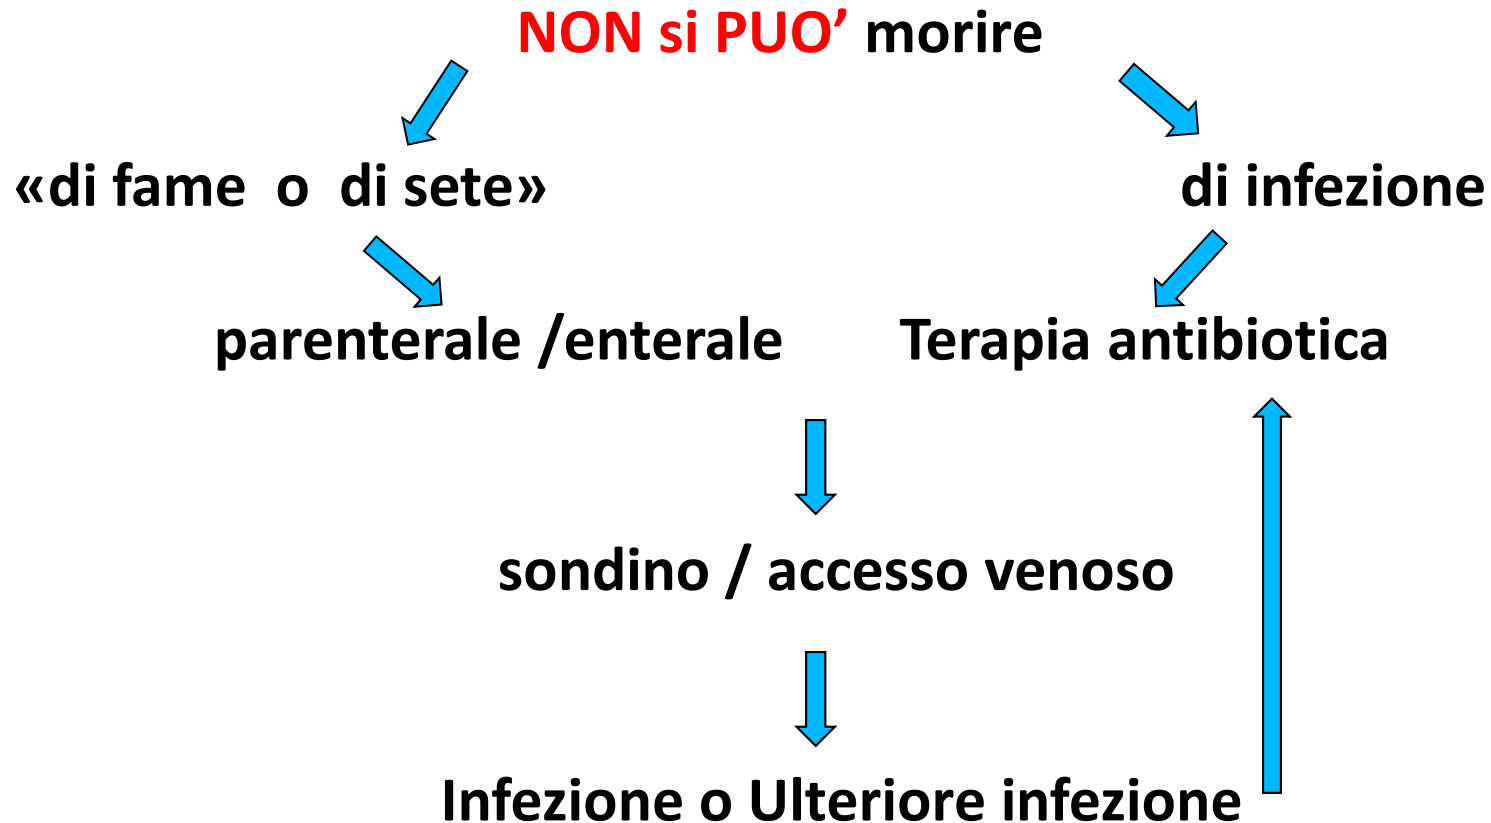 NON si PUO’ morire
«di fame o di sete»
di infezione
parenterale /enterale
Terapia antibiotica
sondino / accesso venoso
Infezione o Ulteriore infezione